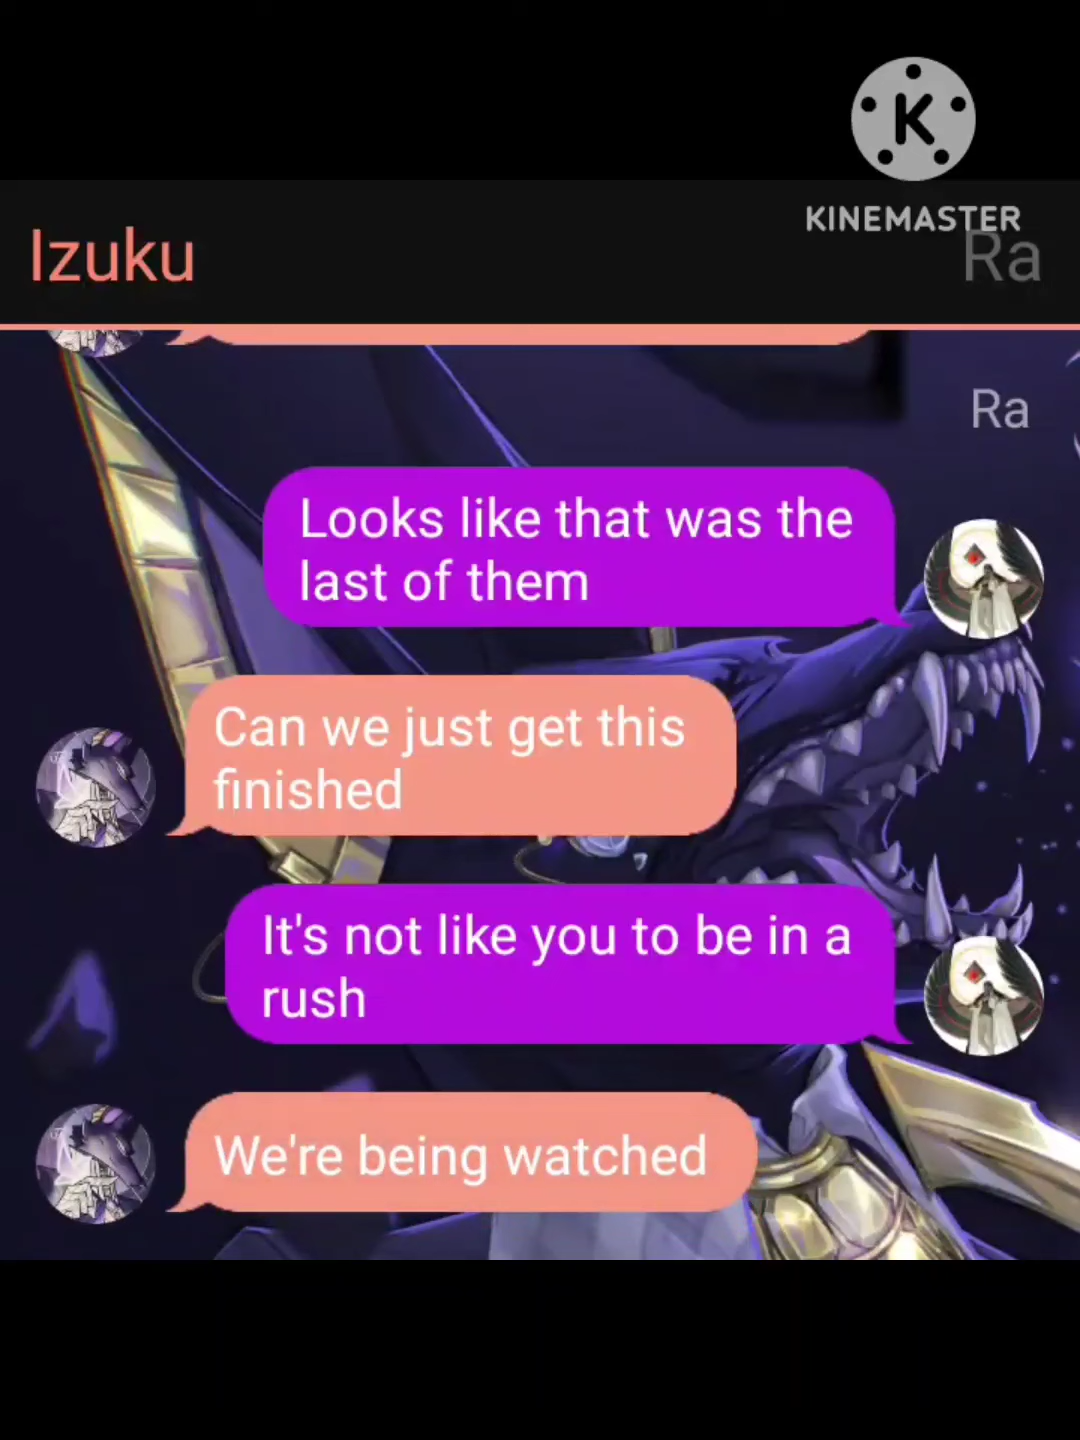 K
KINEMASTER
Izuku
Ra
Ra
Looks like that was the
last of them
Can we just get this
finished
It's not like you to be in a
rush
We're being watched